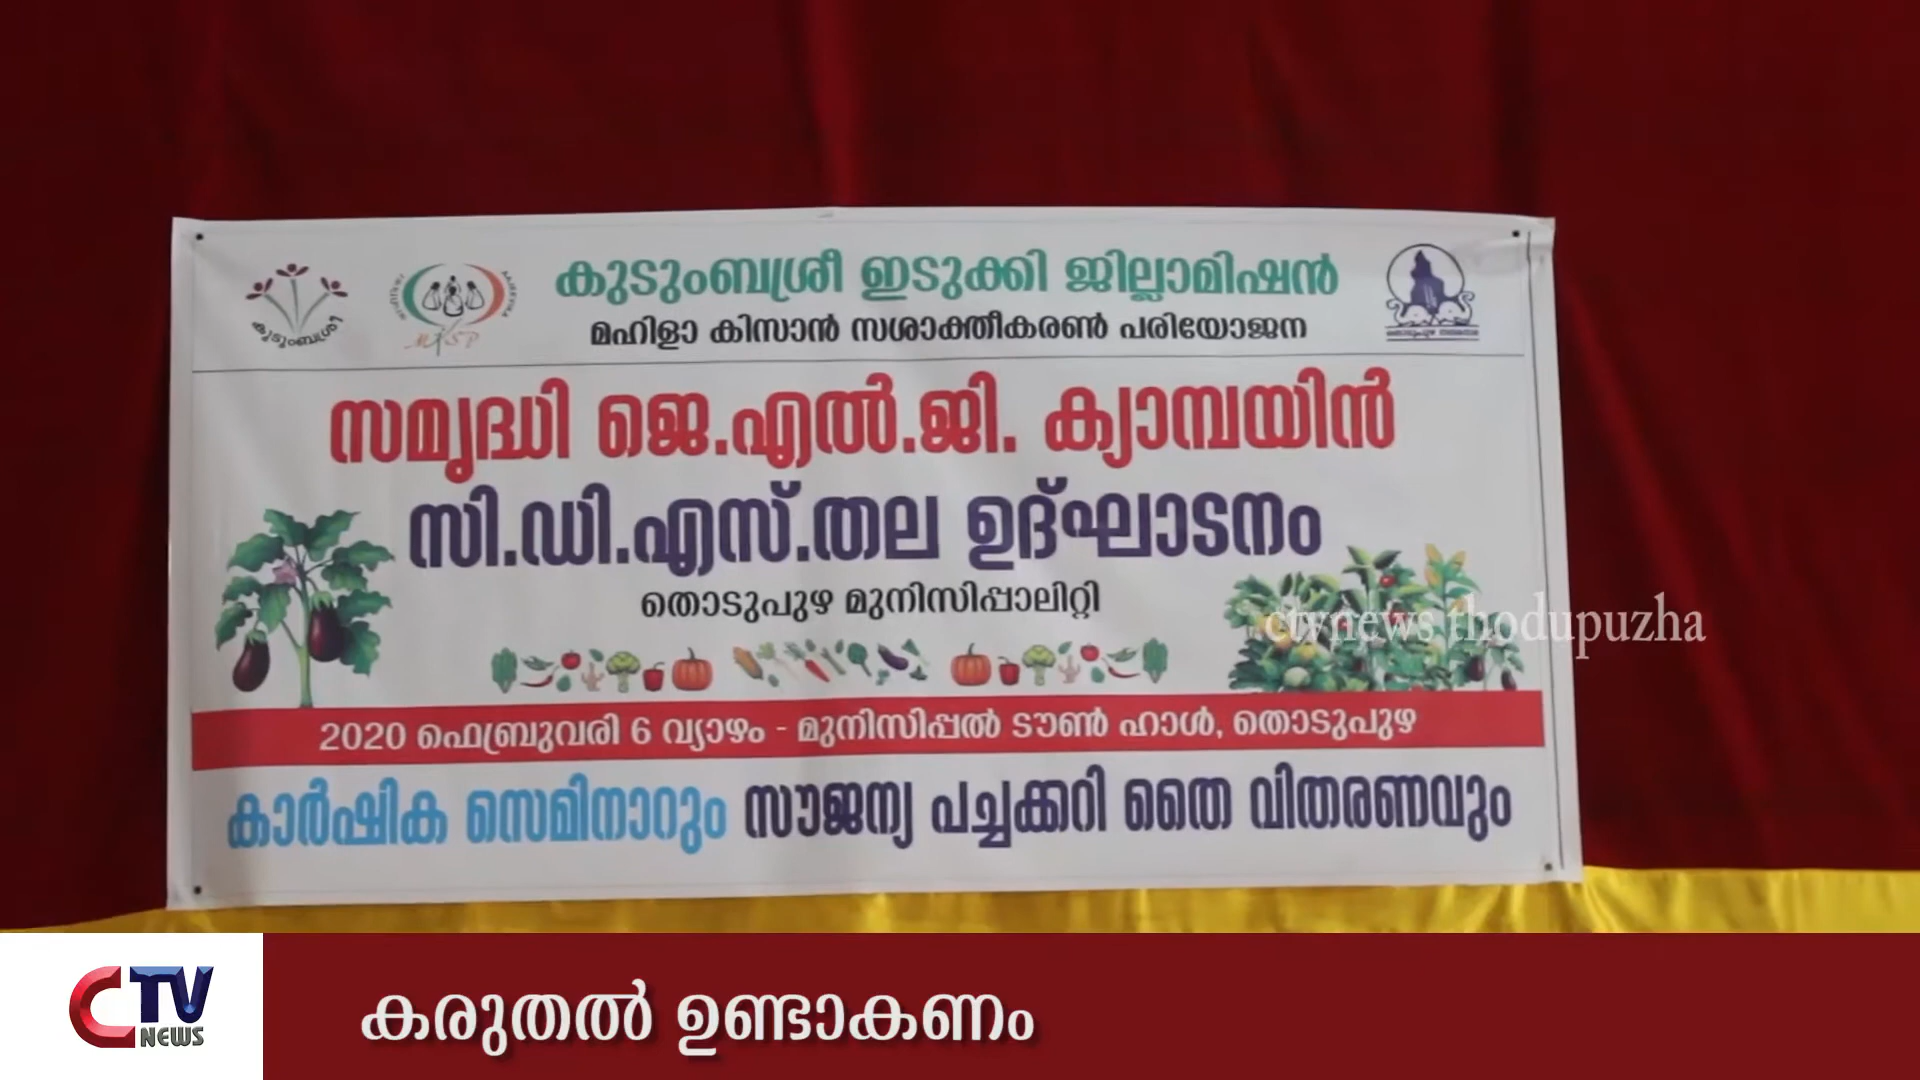 കുടുംബശ്രീ ഇടുക്കി ജില്ലാമിഷൻ
മഹിളാ കിസാൻ സശാക്തീകരൺ പരിയോജന
കുടുംബശ്രീ
സമൃദ്ധി ജെ.എൽ.ജി. ക്യാമ്പയിൻ
സി.ഡി.എസ്.തല ഉദ്ഘാടനം
തൊടുപുഴ മുനിസിപ്പാലിറ്റി
ctvnews thodupuzha
2020 ഫെബ്രുവരി 6 വ്യാഴം - മുനിസിപ്പൽ ടൗൺ ഹാൾ, തൊടുപുഴ
കാർഷിക സെമിനാറും സൗജന്യ പച്ചക്കറി തൈ വിതരണവും
CTV
NEWS
കരുതൽ ഉണ്ടാകണം